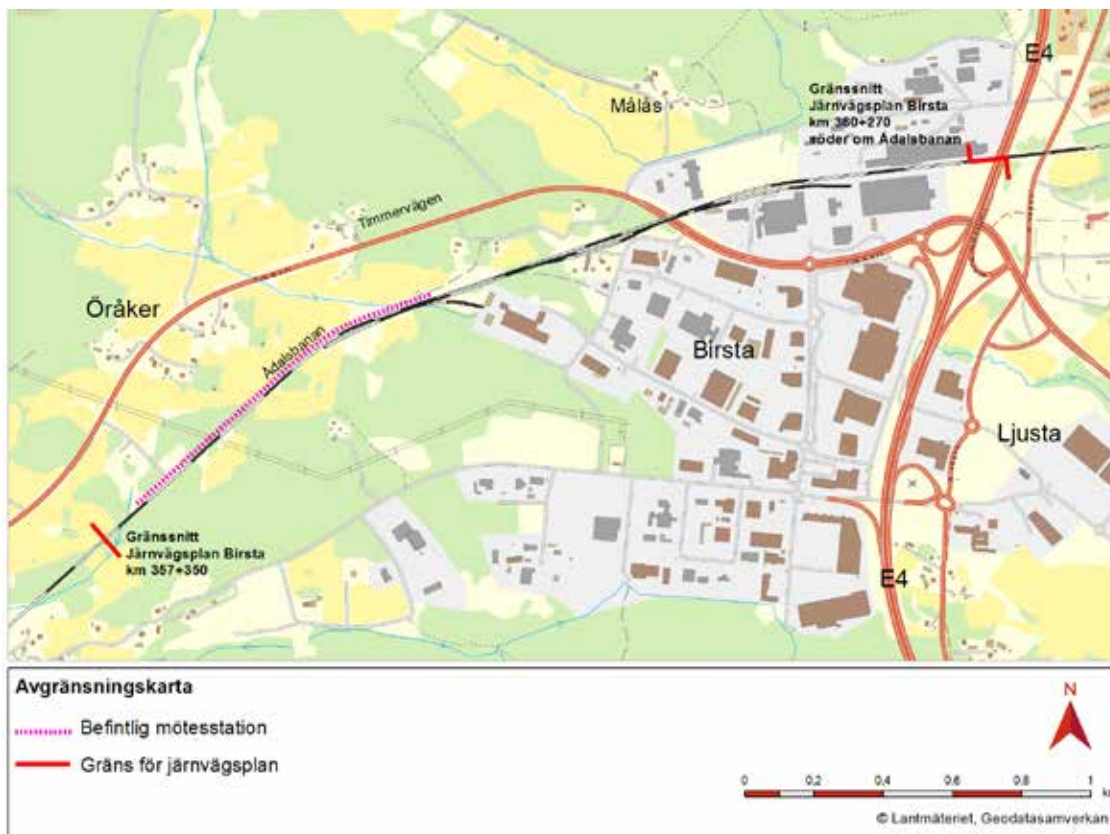 E4
Målås
Gränssnitt
Järnvägsplan Birsta
km 360+270
söder om Ådalsbanan
Timmervägen
Öråker
Ådalsbanan
Birsta
Ljusta
Gränssnitt
Järnvägsplan Birsta
km 357+350
E4
Avgränsningskarta
Befintlig mötesstation
Gräns för järnvägsplan
N
0 0,2 0,4 0,6 0,8 1
k
© Lantmäteriet, Geodatasamverkan